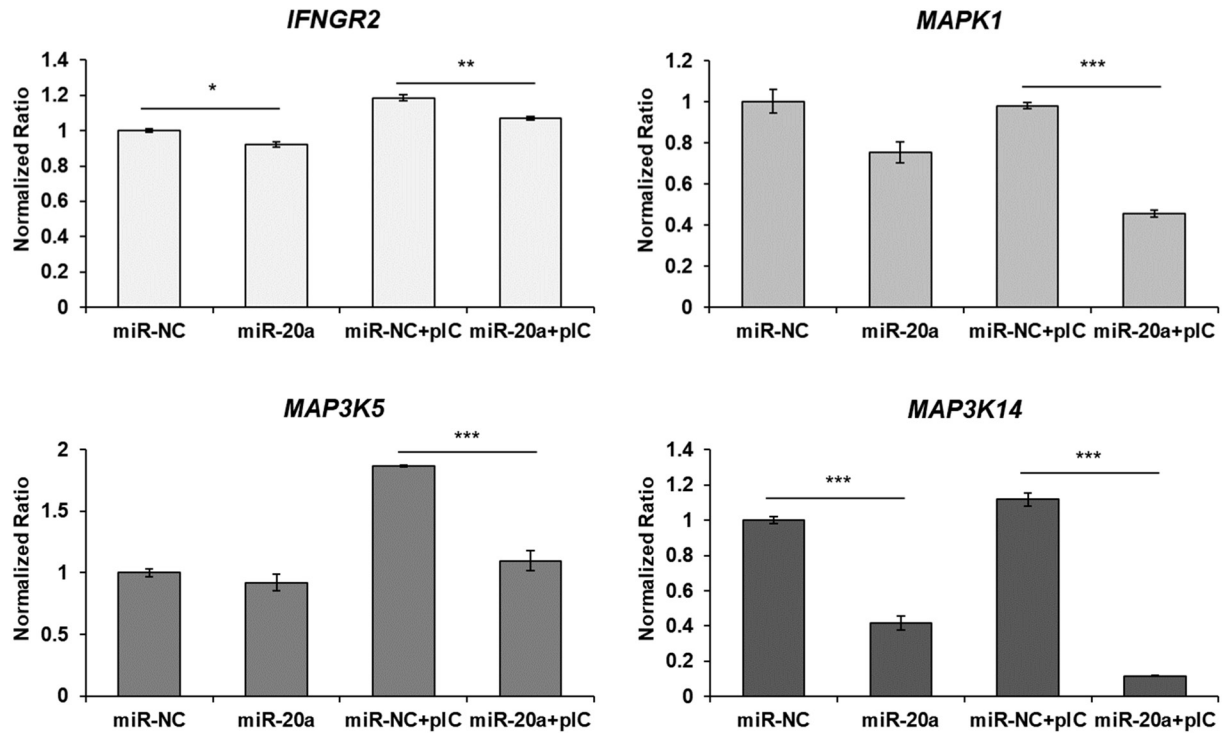 IFNGR2
Normalized Ratio
1.4
1.2
1
0.8
0.6
0.4
0.2
0
*
**
miR-NC miR-20a miR-NC+pIC miR-20a+pIC
MAPK1
Normalized Ratio
1.2
1
0.8
0.6
0.4
0.2
0
***
miR-NC miR-20a miR-NC+pIC miR-20a+pIC
MAP3K5
Normalized Ratio
2
1.5
1
0.5
0
***
miR-NC miR-20a miR-NC+pIC miR-20a+pIC
MAP3K14
Normalized Ratio
1.4
1.2
1
0.8
0.6
0.4
0.2
0
***
***
miR-NC miR-20a miR-NC+pIC miR-20a+pIC